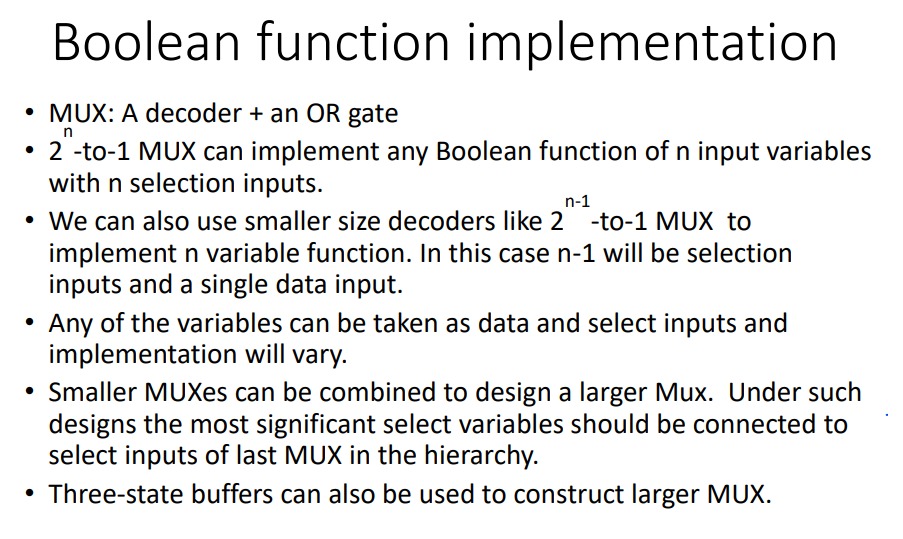 Boolean function implementation
• MUX: A decoder + an OR gate
• 2ⁿ-to-1 MUX can implement any Boolean function of n input variables
with n selection inputs.
• We can also use smaller size decoders like 2ⁿ⁻¹-to-1 MUX to
implement n variable function. In this case n-1 will be selection
inputs and a single data input.
• Any of the variables can be taken as data and select inputs and
implementation will vary.
• Smaller MUXes can be combined to design a larger Mux. Under such
designs the most significant select variables should be connected to
select inputs of last MUX in the hierarchy.
• Three-state buffers can also be used to construct larger MUX.